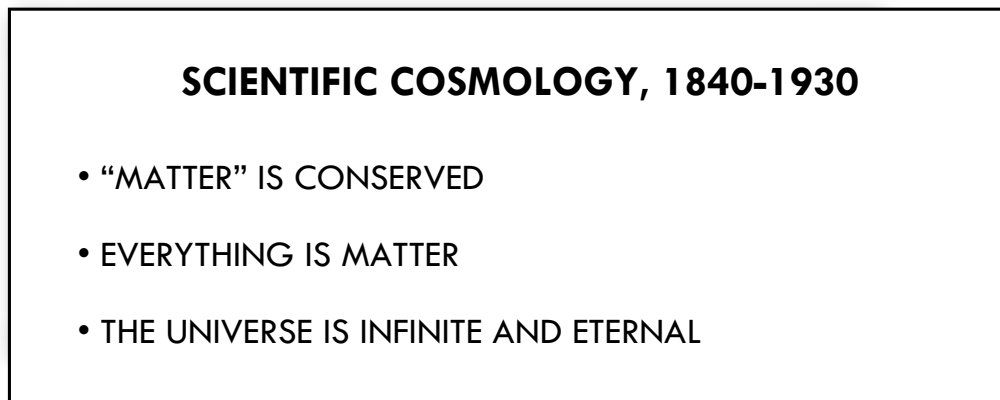 SCIENTIFIC COSMOLOGY, 1840-1930
• “MATTER” IS CONSERVED
• EVERYTHING IS MATTER
• THE UNIVERSE IS INFINITE AND ETERNAL